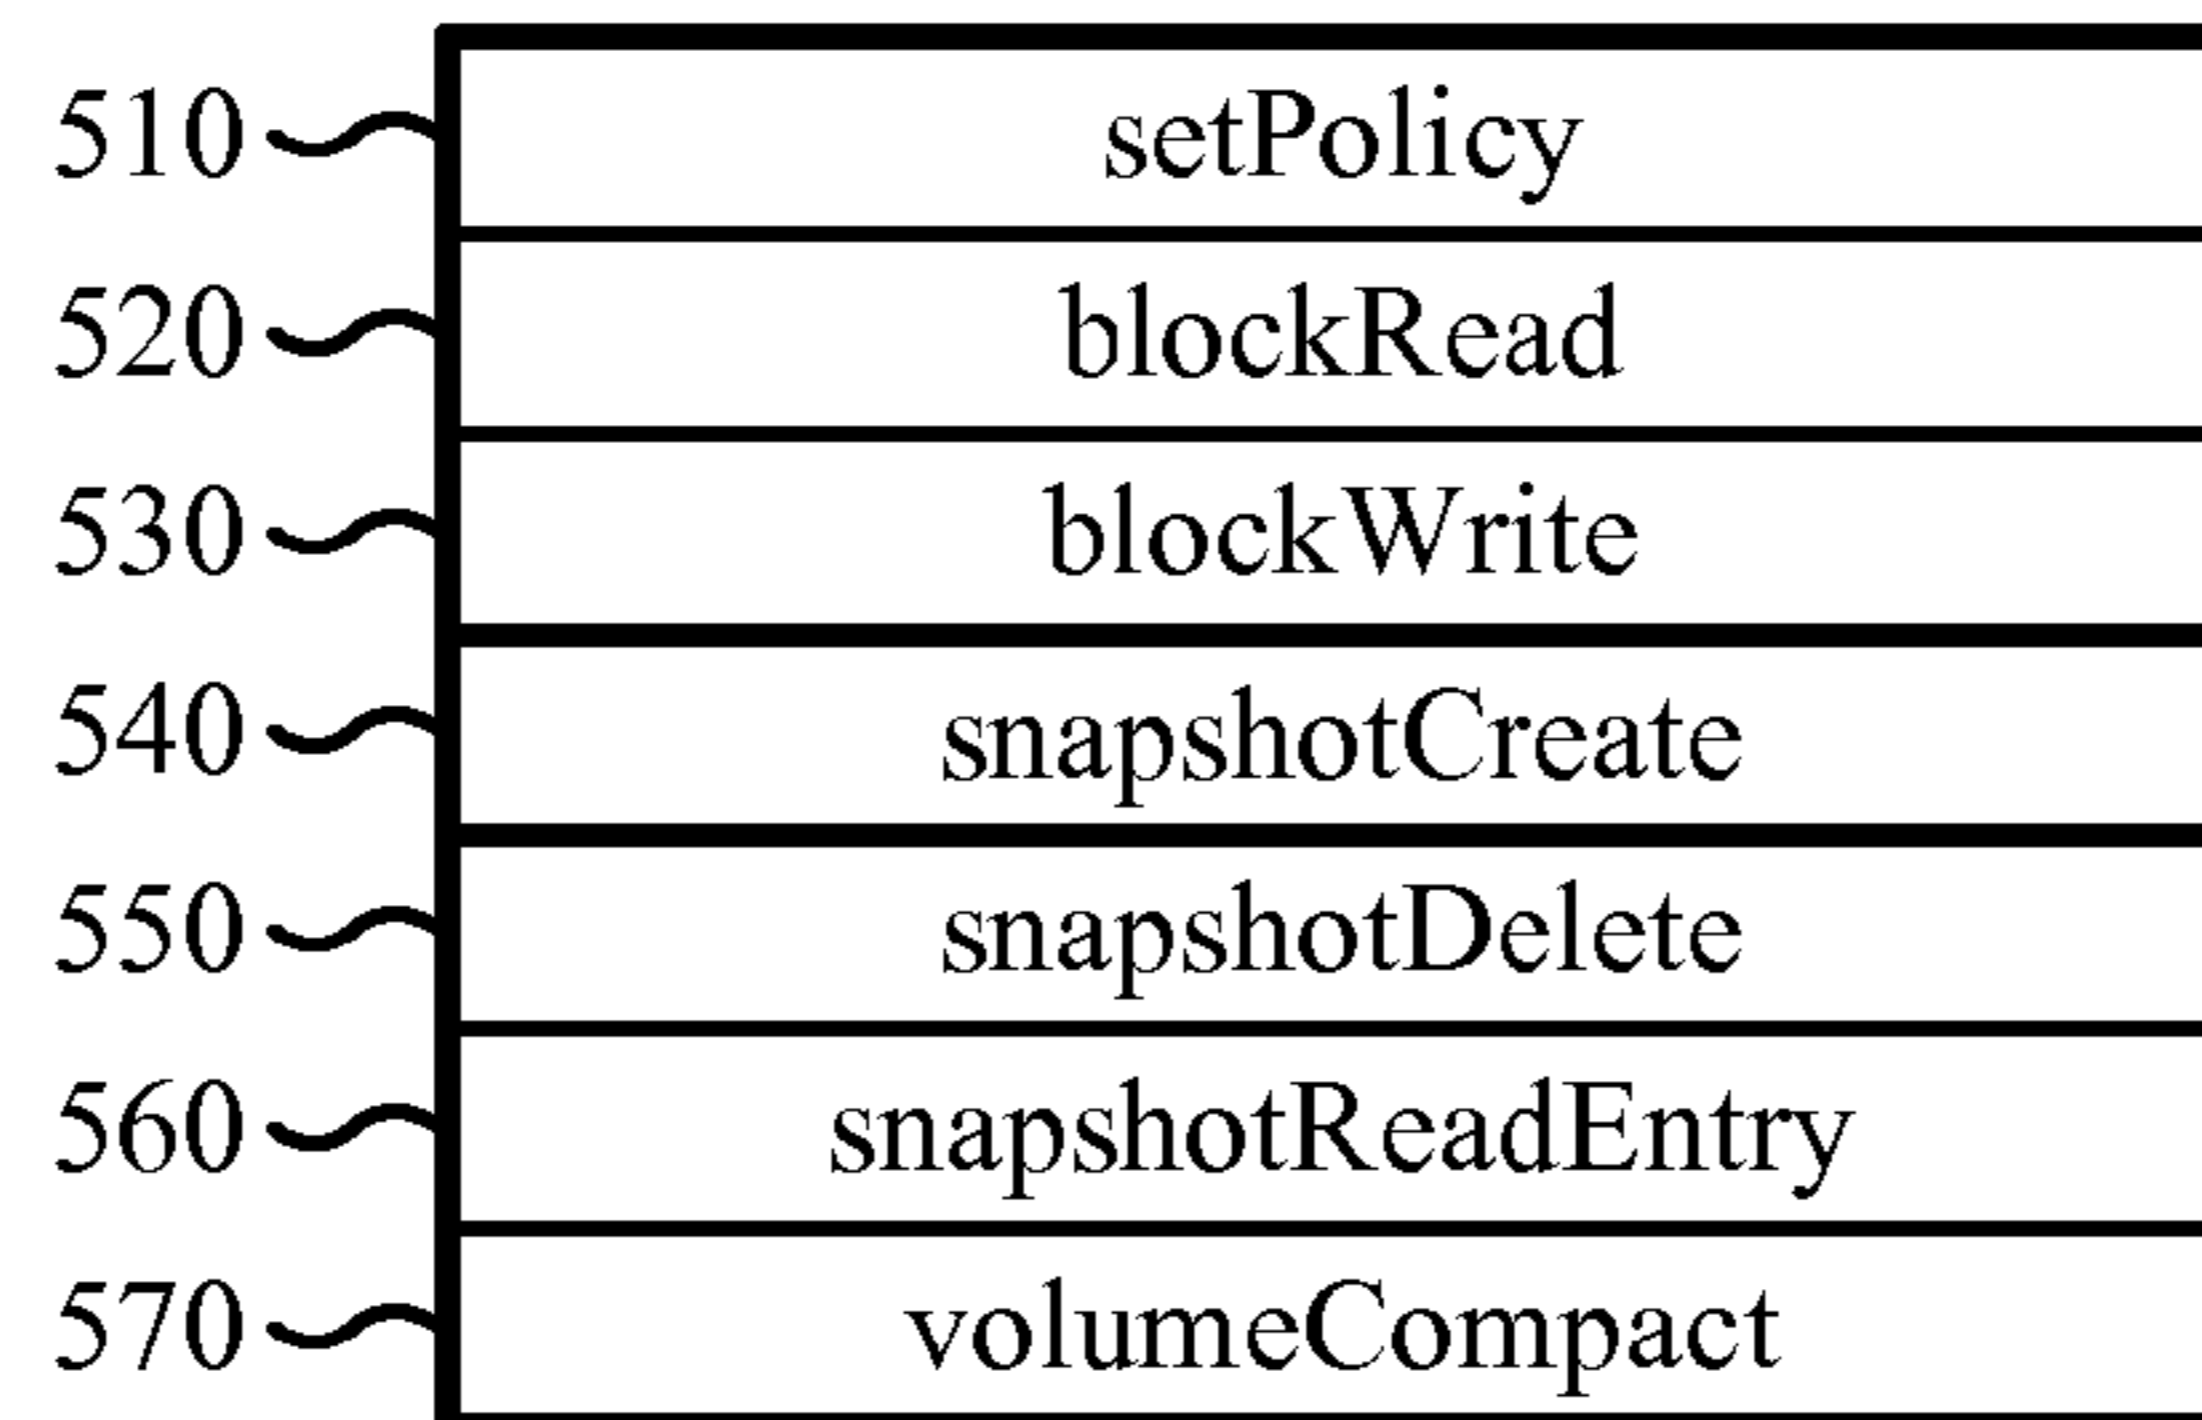 510 setPolicy
520 blockRead
530 blockWrite
540 snapshotCreate
550 snapshotDelete
560 snapshotReadEntry
570 volumeCompact